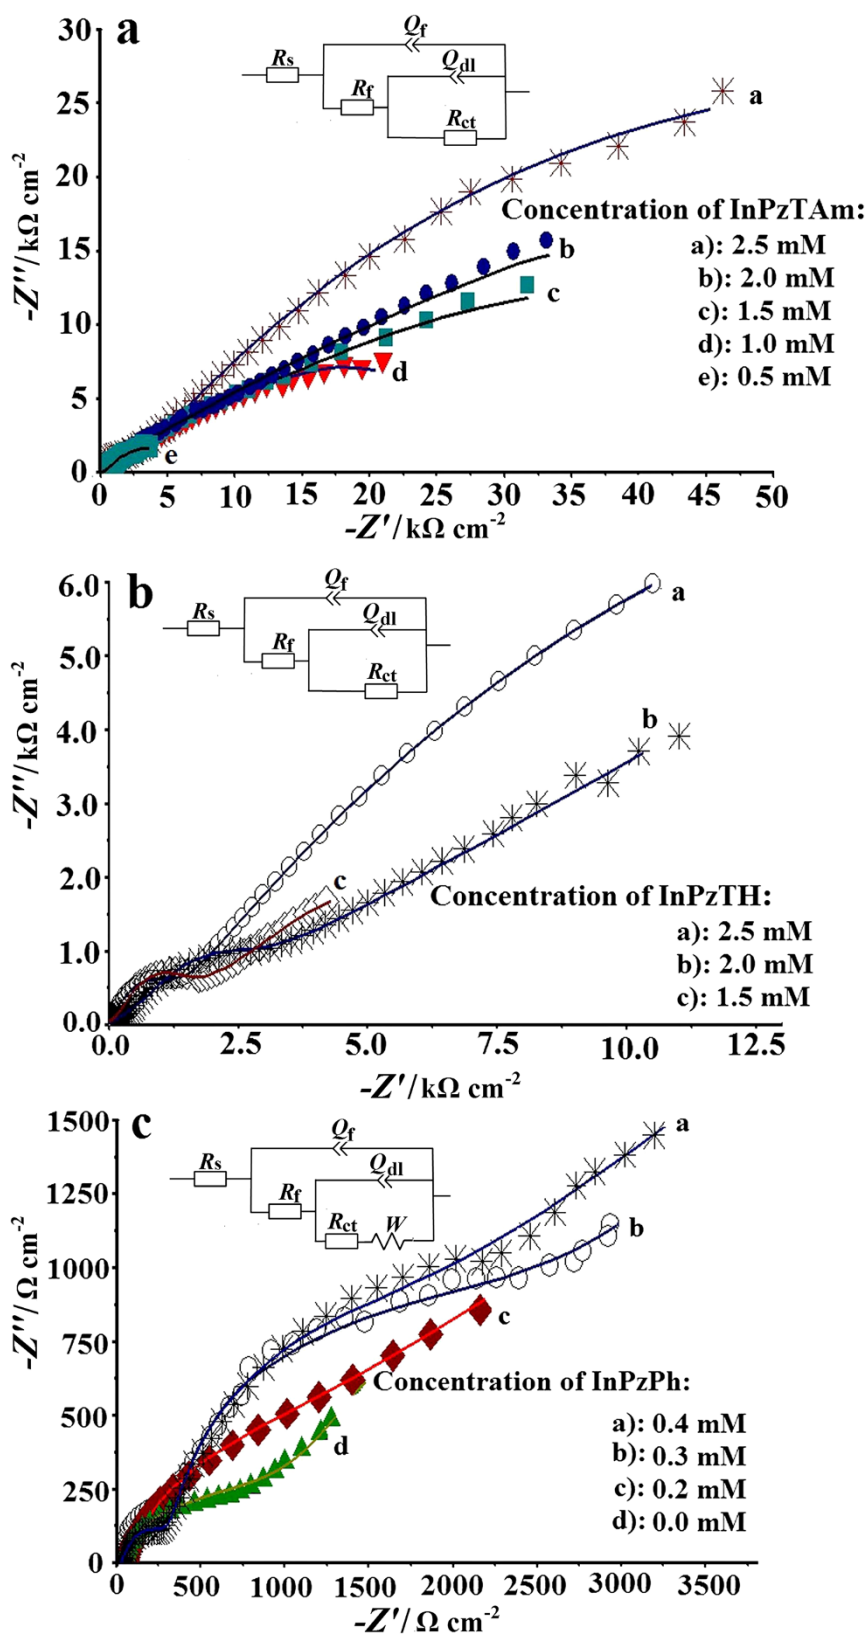 a
30
25
20
15
10
5
0
-Z''/kΩ cm-2
Qf
Rs
Qdl
Rf
Rct
a
b
c
d
e
Concentration of InPzTAm:
a): 2.5 mM
b): 2.0 mM
c): 1.5 mM
d): 1.0 mM
e): 0.5 mM
0 5 10 15 20 25 30 35 40 45 50
-Z'/kΩ cm-2
b
6.0
5.0
4.0
3.0
2.0
1.0
0.0
-Z''/kΩ cm-2
Qf
Rs
Qdl
Rf
Rct
a
b
c
Concentration of InPzTH:
a): 2.5 mM
b): 2.0 mM
c): 1.5 mM
0.0 2.5 5.0 7.5 10.0 12.5
-Z'/kΩ cm-2
c
1500
1250
1000
750
500
250
0
-Z''/Ω cm-2
Qf
Rs
Qdl
Rf
Rct W
a
b
c
d
Concentration of InPzPh:
a): 0.4 mM
b): 0.3 mM
c): 0.2 mM
d): 0.0 mM
0 500 1000 1500 2000 2500 3000 3500
-Z'/Ω cm-2